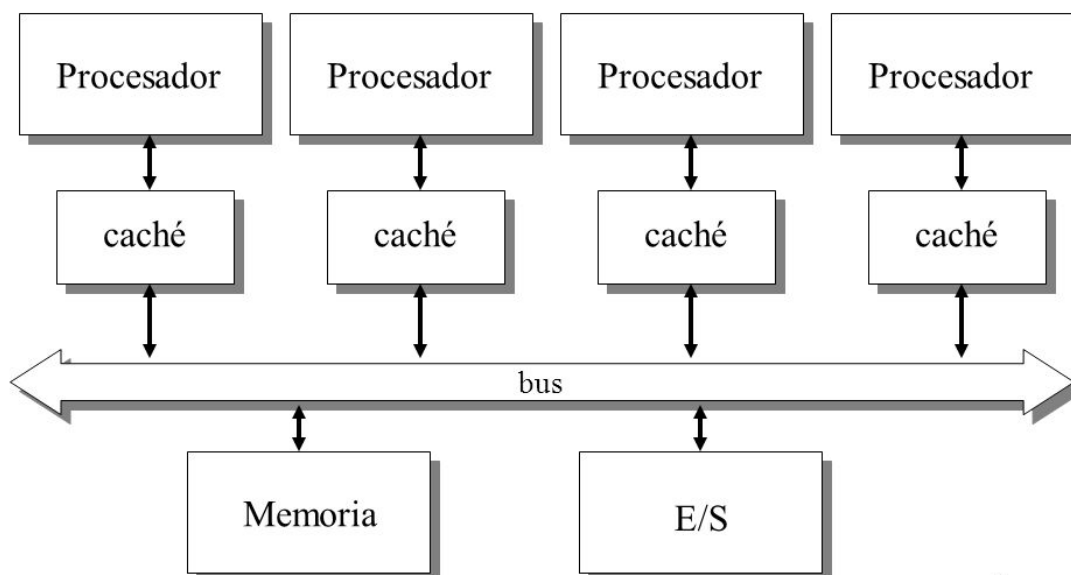 Procesador
Procesador
Procesador
Procesador
caché
caché
caché
caché
bus
Memoria
E/S